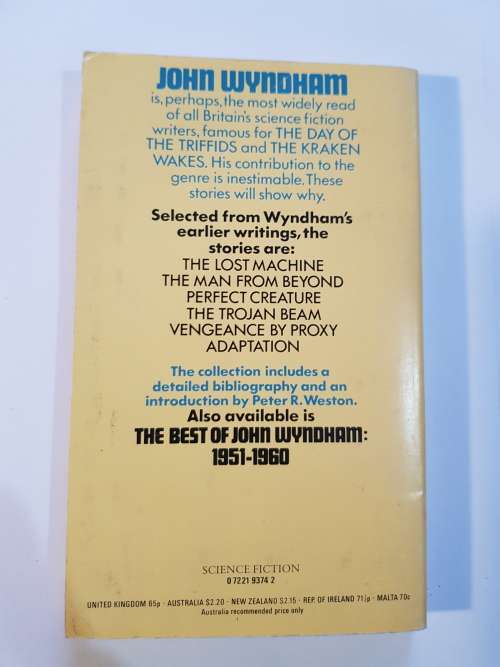 JOHN WYNDHAM
is, perhaps, the most widely read
of all Britain's science fiction
writers, famous for THE DAY OF
THE TRIFFIDS and THE KRAKEN
WAKES. His contribution to the
genre is inestimable. These
stories will show why.
Selected from Wyndham's
earlier writings, the
stories are:
THE LOST MACHINE
THE MAN FROM BEYOND
PERFECT CREATURE
THE TROJAN BEAM
VENGEANCE BY PROXY
ADAPTATION
The collection includes a
detailed bibliography and an
introduction by Peter R. Weston.
Also available is
THE BEST OF JOHN WYNDHAM:
1951-1960
SCIENCE FICTION
0 7221 9374 2
UNITED KINGDOM 65p · AUSTRALIA $2.20 · NEW ZEALAND $2.15 · REP. OF IRELAND 71½p · MALTA 70c
Australia recommended price only